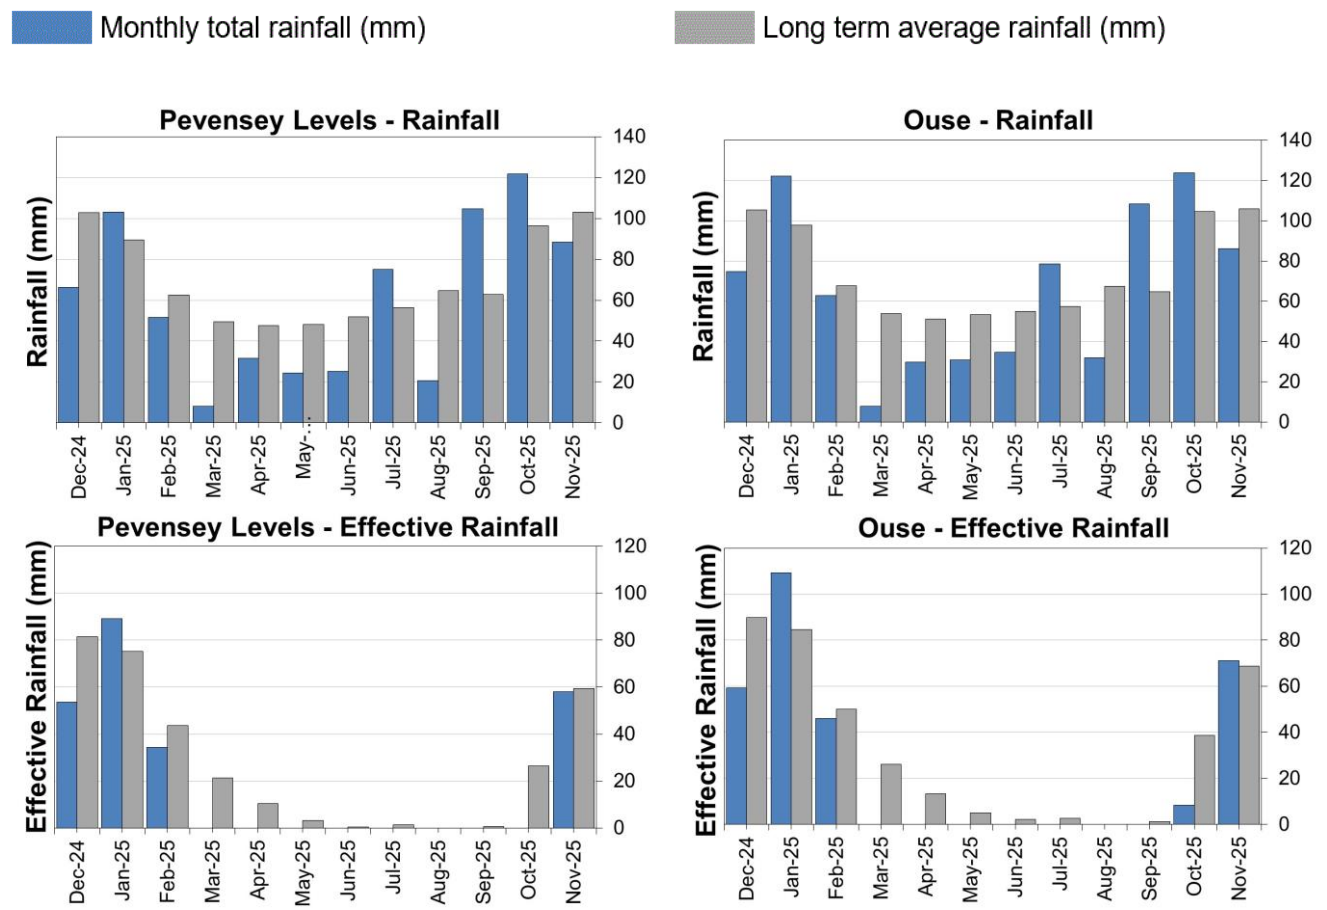 Monthly total rainfall (mm)
Long term average rainfall (mm)
Pevensey Levels - Rainfall
Rainfall (mm)
140
120
100
80
60
40
20
0
Dec-24
Jan-25
Feb-25
Mar-25
Apr-25
May-...
Jun-25
Jul-25
Aug-25
Sep-25
Oct-25
Nov-25
Ouse - Rainfall
Rainfall (mm)
140
120
100
80
60
40
20
0
Dec-24
Jan-25
Feb-25
Mar-25
Apr-25
May-25
Jun-25
Jul-25
Aug-25
Sep-25
Oct-25
Nov-25
Pevensey Levels - Effective Rainfall
Effective Rainfall (mm)
120
100
80
60
40
20
0
Dec-24
Jan-25
Feb-25
Mar-25
Apr-25
May-25
Jun-25
Jul-25
Aug-25
Sep-25
Oct-25
Nov-25
Ouse - Effective Rainfall
Effective Rainfall (mm)
120
100
80
60
40
20
0
Dec-24
Jan-25
Feb-25
Mar-25
Apr-25
May-25
Jun-25
Jul-25
Aug-25
Sep-25
Oct-25
Nov-25